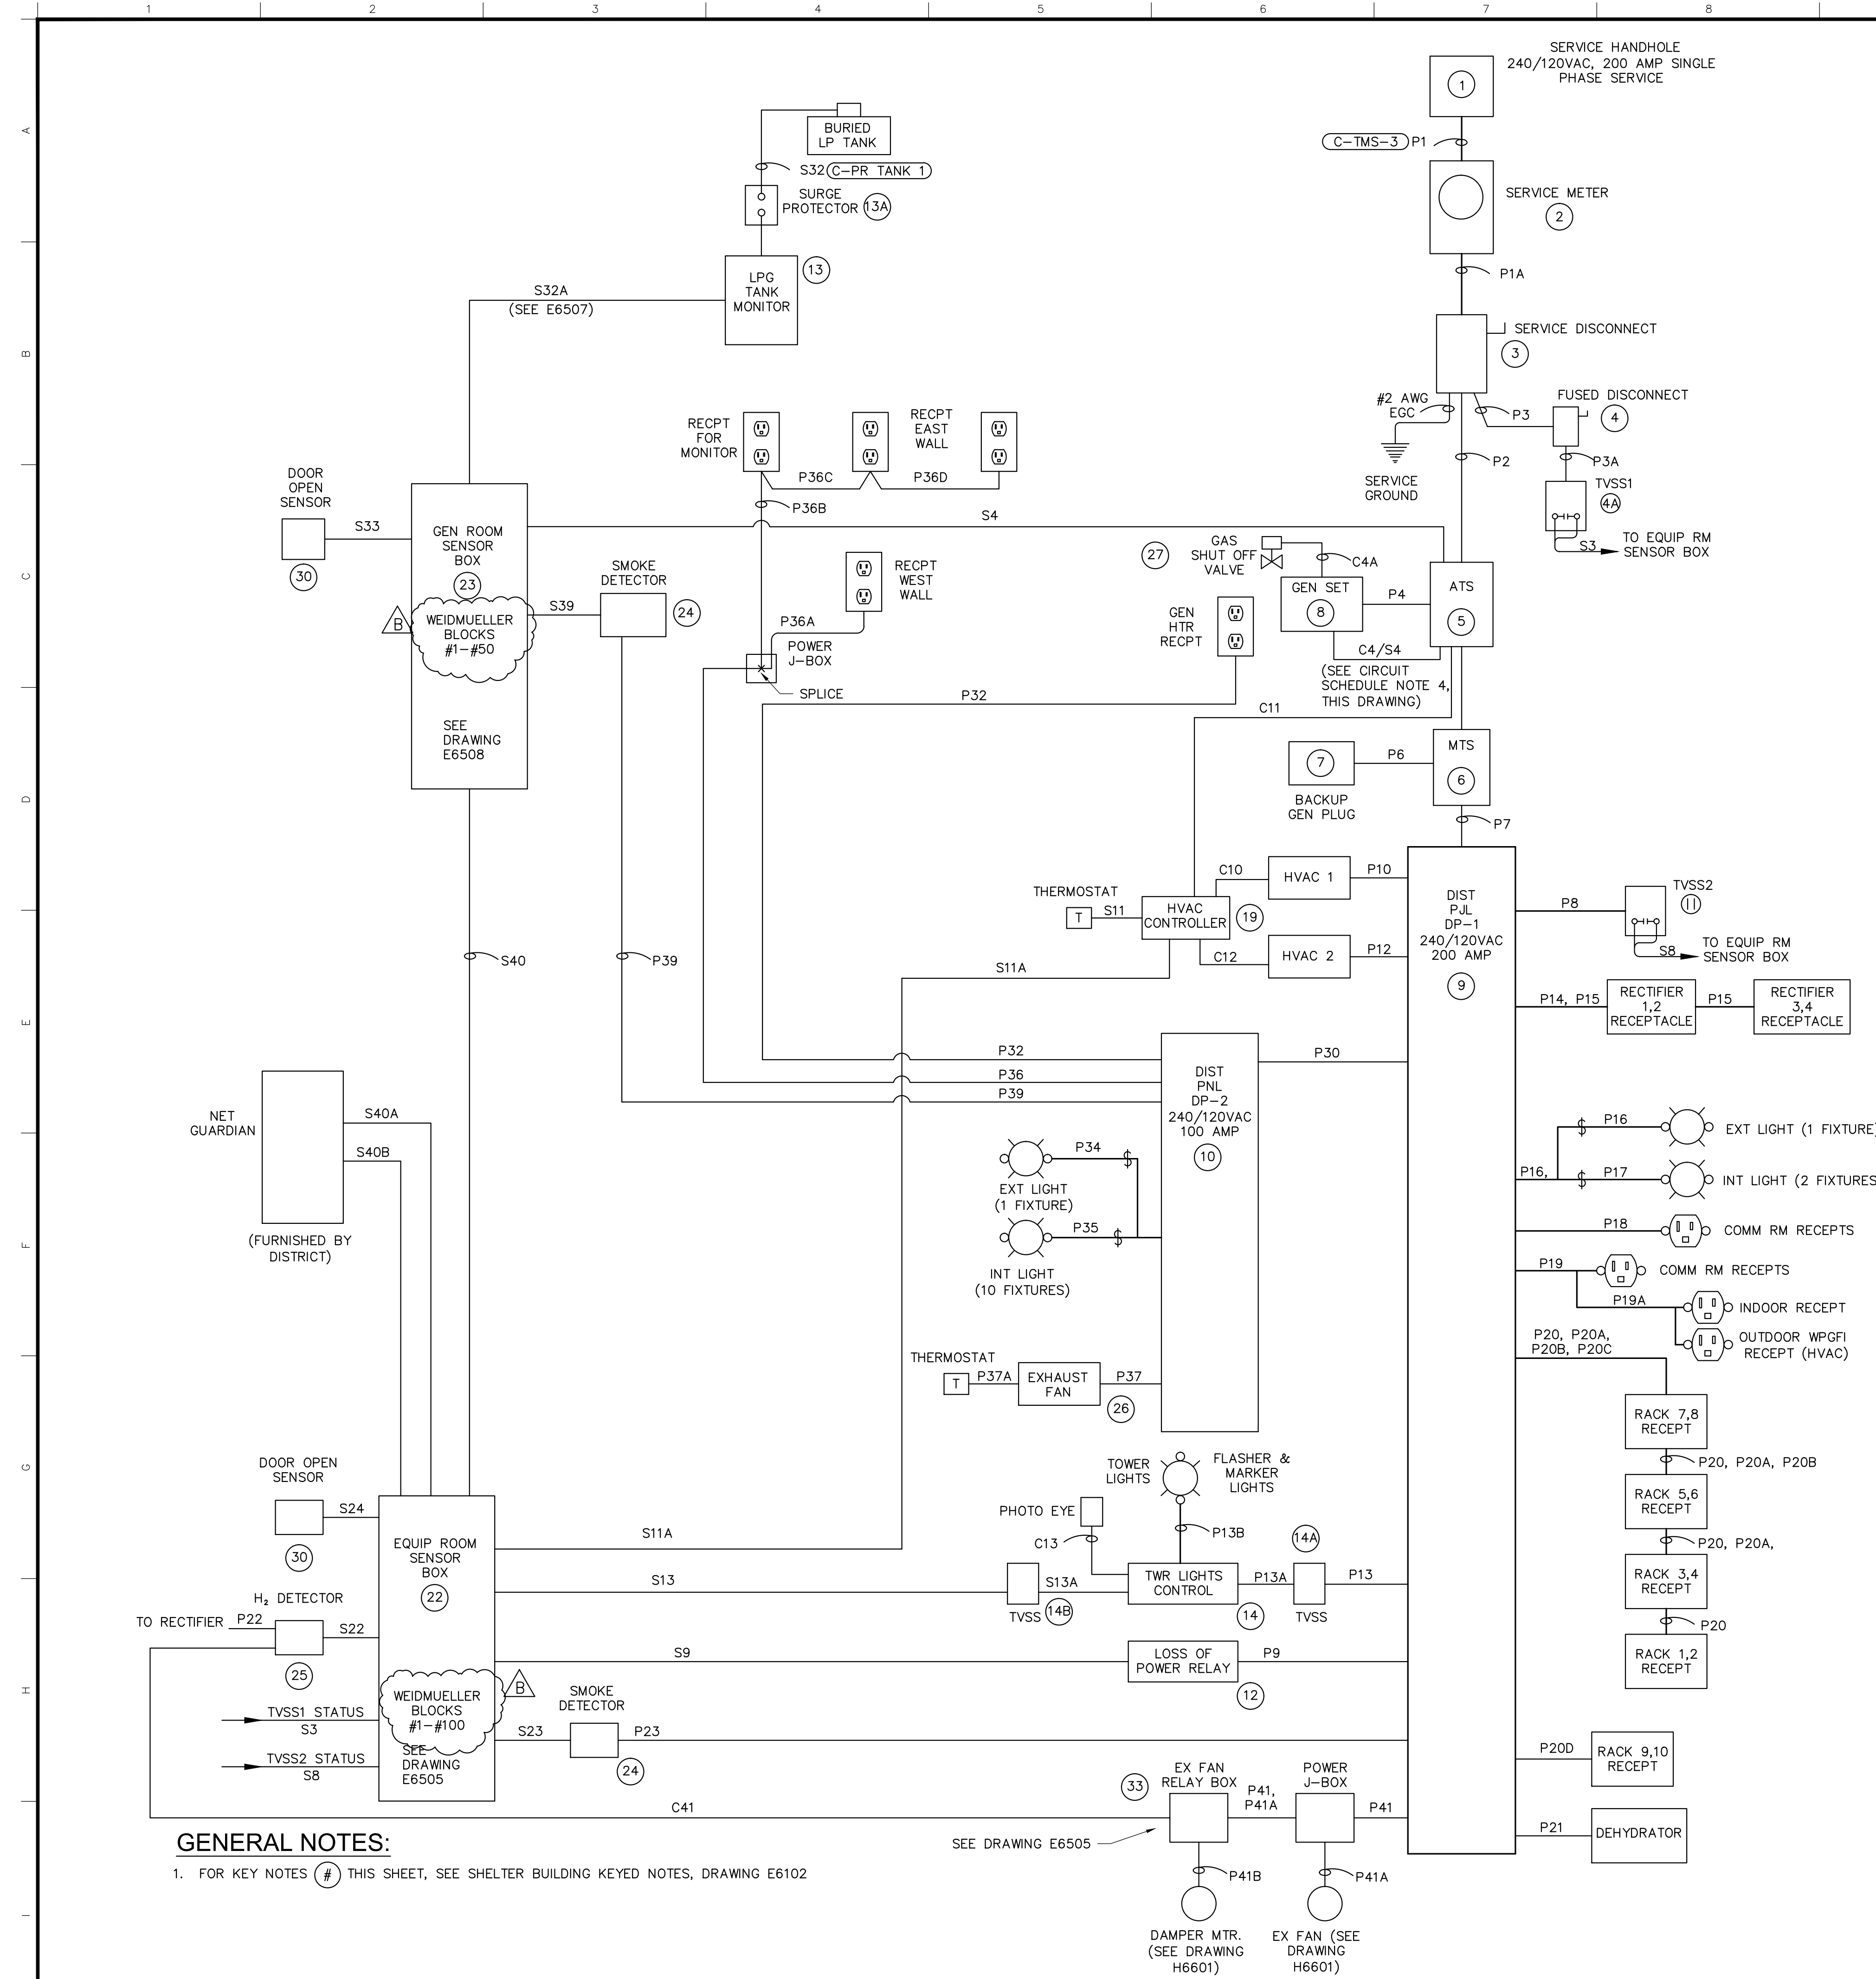 1 2 3 4 5 6 7 8
A
B
C
D
E
F
G
H
I
SERVICE HANDHOLE
240/120VAC, 200 AMP SINGLE
PHASE SERVICE
1
C-TMS-3 P1
SERVICE METER
2
P1A
SERVICE DISCONNECT
3
#2 AWG
EGC
P3
FUSED DISCONNECT
4
P2
P3A
SERVICE
GROUND
TVSS1
4A
S3
TO EQUIP RM
SENSOR BOX
BURIED
LP TANK
S32 C-PR TANK 1
SURGE
PROTECTOR 13A
LPG
TANK
MONITOR
13
S32A
(SEE E6507)
RECPT
FOR
MONITOR
RECPT
EAST
WALL
P36C
P36D
P36B
DOOR
OPEN
SENSOR
S33
30
GEN ROOM
SENSOR
BOX
23
B
WEIDMUELLER
BLOCKS
#1-#50
SEE
DRAWING
E6508
S4
SMOKE
DETECTOR
S39
24
RECPT
WEST
WALL
P36A
POWER
J-BOX
SPLICE
27
GAS
SHUT OFF
VALVE
C4A
GEN SET
8
P4
ATS
5
GEN
HTR
RECPT
C4/S4
(SEE CIRCUIT
SCHEDULE NOTE 4,
THIS DRAWING)
P32
C11
MTS
6
P6
7
BACKUP
GEN PLUG
P7
C10
HVAC 1
P10
THERMOSTAT
T
S11
HVAC
CONTROLLER
19
C12
HVAC 2
P12
S11A
DIST
PJL
DP-1
240/120VAC
200 AMP
9
P8
TVSS2
11
S8
TO EQUIP RM
SENSOR BOX
P14, P15
RECTIFIER
1,2
RECEPTACLE
P15
RECTIFIER
3,4
RECEPTACLE
S40
P39
P32
P36
P39
DIST
PNL
DP-2
240/120VAC
100 AMP
10
P30
NET
GUARDIAN
S40A
S40B
(FURNISHED BY
DISTRICT)
P34
EXT LIGHT
(1 FIXTURE)
P35
INT LIGHT
(10 FIXTURES)
P16,
P16
EXT LIGHT (1 FIXTURE)
P17
INT LIGHT (2 FIXTURES
P18
COMM RM RECEPTS
P19
COMM RM RECEPTS
P19A
INDOOR RECEPT
OUTDOOR WPGFI
RECEPT (HVAC)
P20, P20A,
P20B, P20C
THERMOSTAT
T
P37A
EXHAUST
FAN
P37
26
RACK 7,8
RECEPT
P20, P20A, P20B
RACK 5,6
RECEPT
P20, P20A,
RACK 3,4
RECEPT
P20
RACK 1,2
RECEPT
DOOR OPEN
SENSOR
S24
30
EQUIP ROOM
SENSOR
BOX
22
S11A
TOWER
LIGHTS
FLASHER &
MARKER
LIGHTS
PHOTO EYE
C13
P13B
14A
S13
TVSS
14B
S13A
TWR LIGHTS
CONTROL
14
P13A
TVSS
P13
H₂ DETECTOR
TO RECTIFIER
P22
S22
25
S9
LOSS OF
POWER RELAY
P9
12
WEIDMUELLER
BLOCKS
#1-#100
B
SEE
DRAWING
E6505
TVSS1 STATUS
S3
TVSS2 STATUS
S8
SMOKE
DETECTOR
S23
P23
24
P20D
RACK 9,10
RECEPT
C41
33
EX FAN
RELAY BOX
P41,
P41A
POWER
J-BOX
P41
P21
DEHYDRATOR
SEE DRAWING E6505
P41B
P41A
DAMPER MTR.
(SEE DRAWING
H6601)
EX FAN (SEE
DRAWING
H6601)
GENERAL NOTES:
1. FOR KEY NOTES # THIS SHEET, SEE SHELTER BUILDING KEYED NOTES, DRAWING E6102